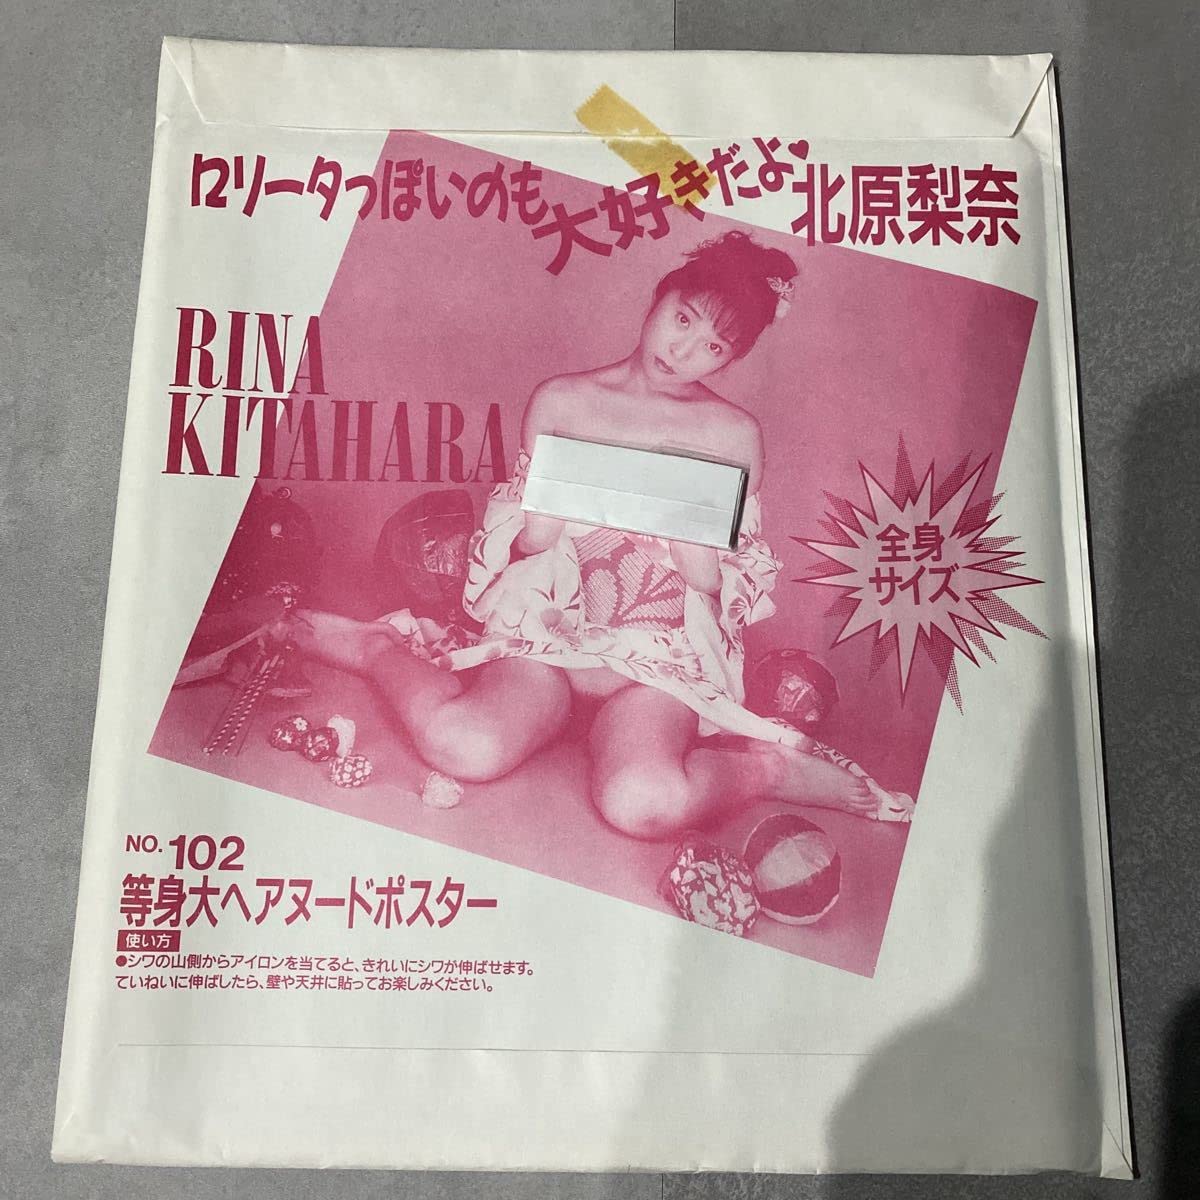 ロリータっぽいのも大好きだよ♥北原梨奈
RINA
KITAHARA
全身
サイズ
NO. 102
等身大ヘアヌードポスター
使い方
●シワの山側からアイロンを当てると、きれいにシワが伸ばせます。
ていねいに伸ばしたら、壁や天井に貼ってお楽しみください。